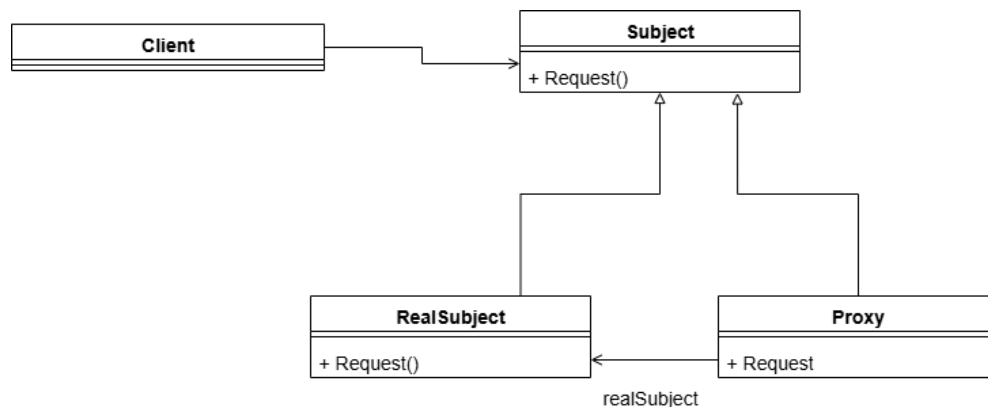 Client
Subject
+ Request()
RealSubject
+ Request()
Proxy
+ Request
realSubject